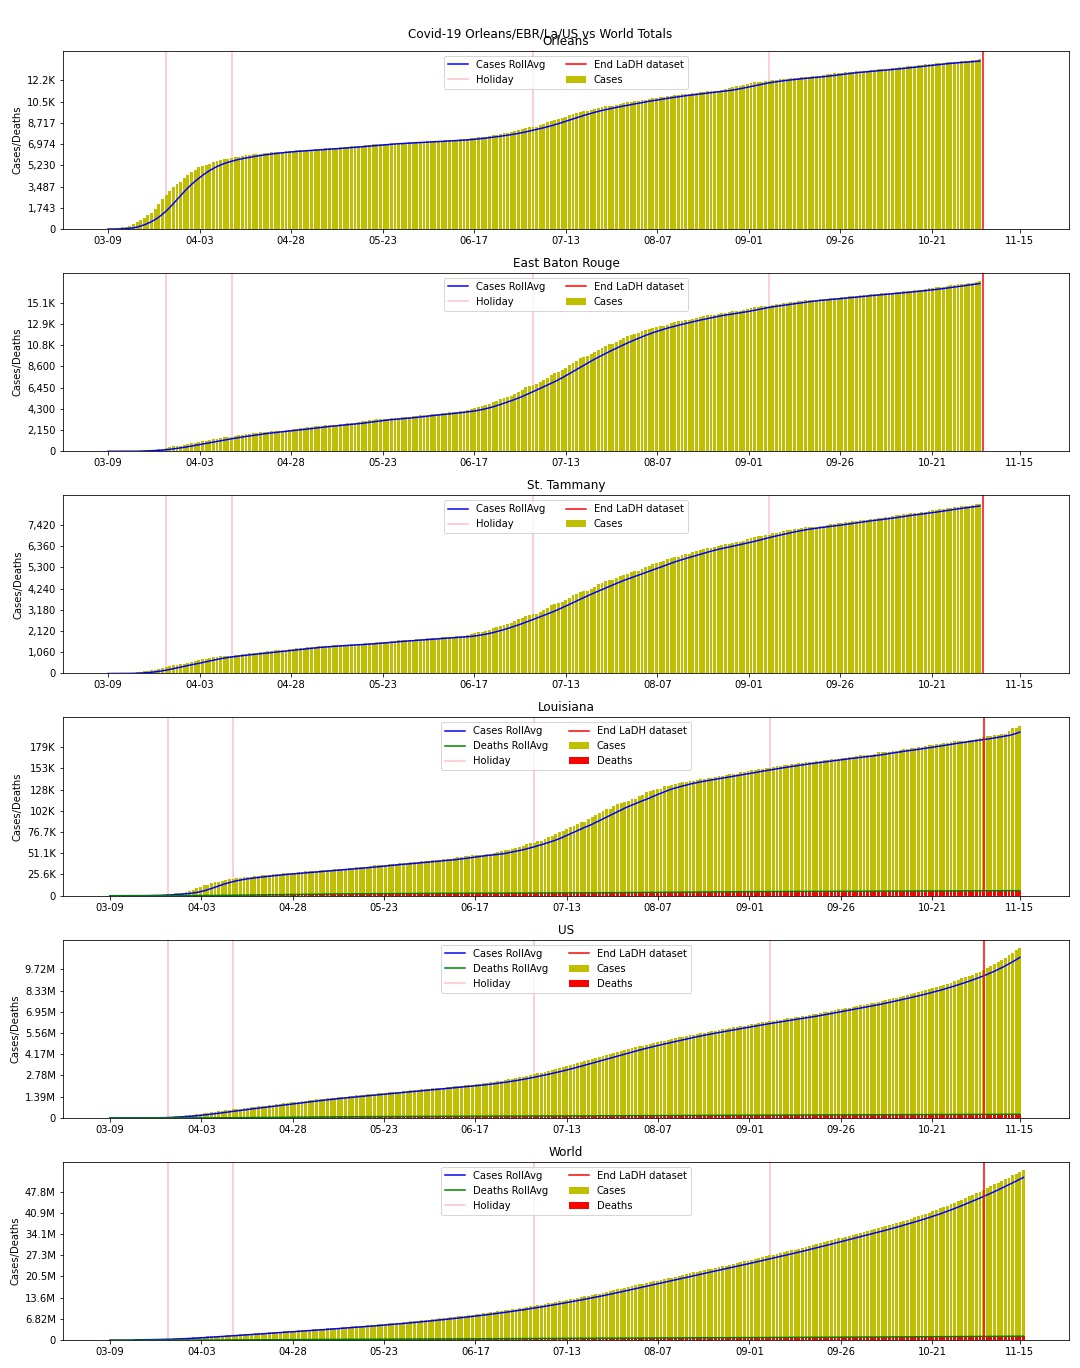 Covid-19 Orleans/EBR/La/US vs World Totals
Orleans
Cases RollAvg
Holiday
End LaDH dataset
Cases
Cases/Deaths
12.2K
10.5K
8,717
6,974
5,230
3,487
1,743
0
03-09 04-03 04-28 05-23 06-17 07-13 08-07 09-01 09-26 10-21 11-15
East Baton Rouge
Cases RollAvg
Holiday
End LaDH dataset
Cases
Cases/Deaths
15.1K
12.9K
10.8K
8,600
6,450
4,300
2,150
0
03-09 04-03 04-28 05-23 06-17 07-13 08-07 09-01 09-26 10-21 11-15
St. Tammany
Cases RollAvg
Holiday
End LaDH dataset
Cases
Cases/Deaths
7,420
6,360
5,300
4,240
3,180
2,120
1,060
0
03-09 04-03 04-28 05-23 06-17 07-13 08-07 09-01 09-26 10-21 11-15
Louisiana
Cases RollAvg
Deaths RollAvg
Holiday
End LaDH dataset
Cases
Deaths
Cases/Deaths
179K
153K
128K
102K
76.7K
51.1K
25.6K
0
03-09 04-03 04-28 05-23 06-17 07-13 08-07 09-01 09-26 10-21 11-15
US
Cases RollAvg
Deaths RollAvg
Holiday
End LaDH dataset
Cases
Deaths
Cases/Deaths
9.72M
8.33M
6.95M
5.56M
4.17M
2.78M
1.39M
0
03-09 04-03 04-28 05-23 06-17 07-13 08-07 09-01 09-26 10-21 11-15
World
Cases RollAvg
Deaths RollAvg
Holiday
End LaDH dataset
Cases
Deaths
Cases/Deaths
47.8M
40.9M
34.1M
27.3M
20.5M
13.6M
6.82M
0
03-09 04-03 04-28 05-23 06-17 07-13 08-07 09-01 09-26 10-21 11-15